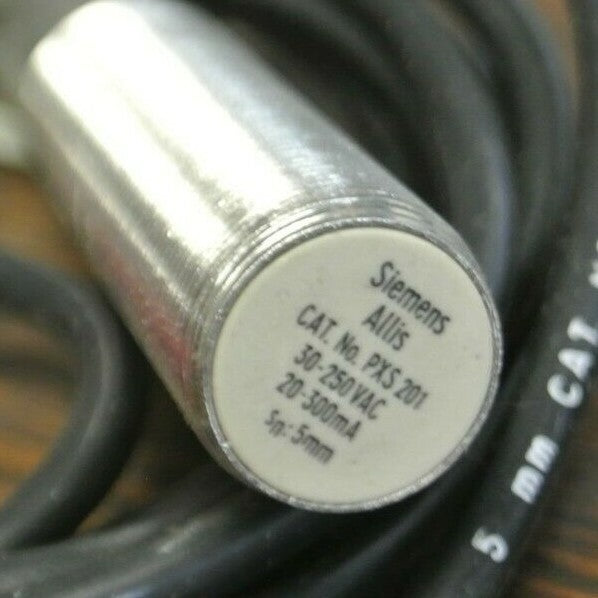 Siemens
Allis
CAT. No. PXS 201
30-250VAC
20-300mA
Sn: 5mm
5 mm CAT